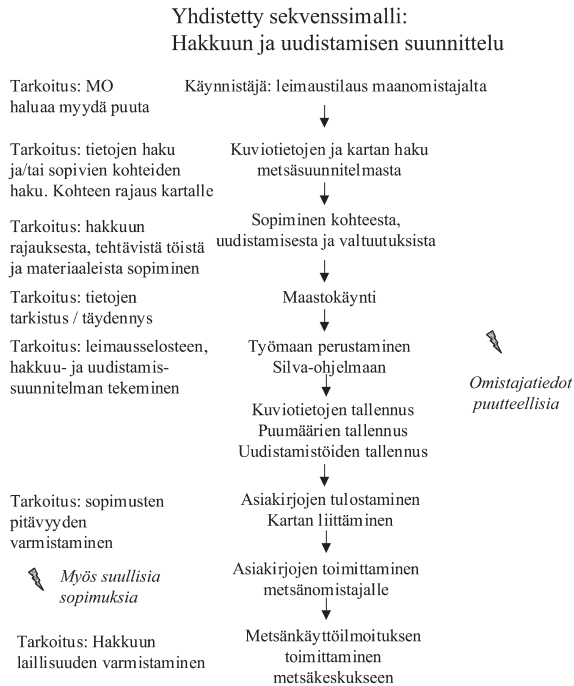 Yhdistetty sekvenssimalli:
Hakkuun ja uudistamisen suunnittelu
Tarkoitus: MO
haluaa myydä puuta
Käynnistäjä: leimaustilaus maanomistajalta
Tarkoitus: tietojen haku
ja/tai sopivien kohteiden
haku. Kohteen rajaus kartalle
Kuviotietojen ja kartan haku
metsäsuunnitelmasta
Tarkoitus: hakkuun
rajauksesta, tehtävistä töistä
ja materiaaleista sopiminen
Sopiminen kohteesta,
uudistamisesta ja valtuutuksista
Tarkoitus: tietojen
tarkistus / täydennys
Maastokäynti
Tarkoitus: leimausselosteen,
hakkuu- ja uudistamis-
suunnitelman tekeminen
Työmaan perustaminen
Silva-ohjelmaan
Omistajatiedot
puutteellisia
Kuviotietojen tallennus
Puumäärien tallennus
Uudistamistöiden tallennus
Tarkoitus: sopimusten
pitävyyden
varmistaminen
Asiakirjojen tulostaminen
Kartan liittäminen
Myös suullisia
sopimuksia
Asiakirjojen toimittaminen
metsänomistajalle
Tarkoitus: Hakkuun
laillisuuden varmistaminen
Metsänkäyttöilmoituksen
toimittaminen
metsäkeskukseen